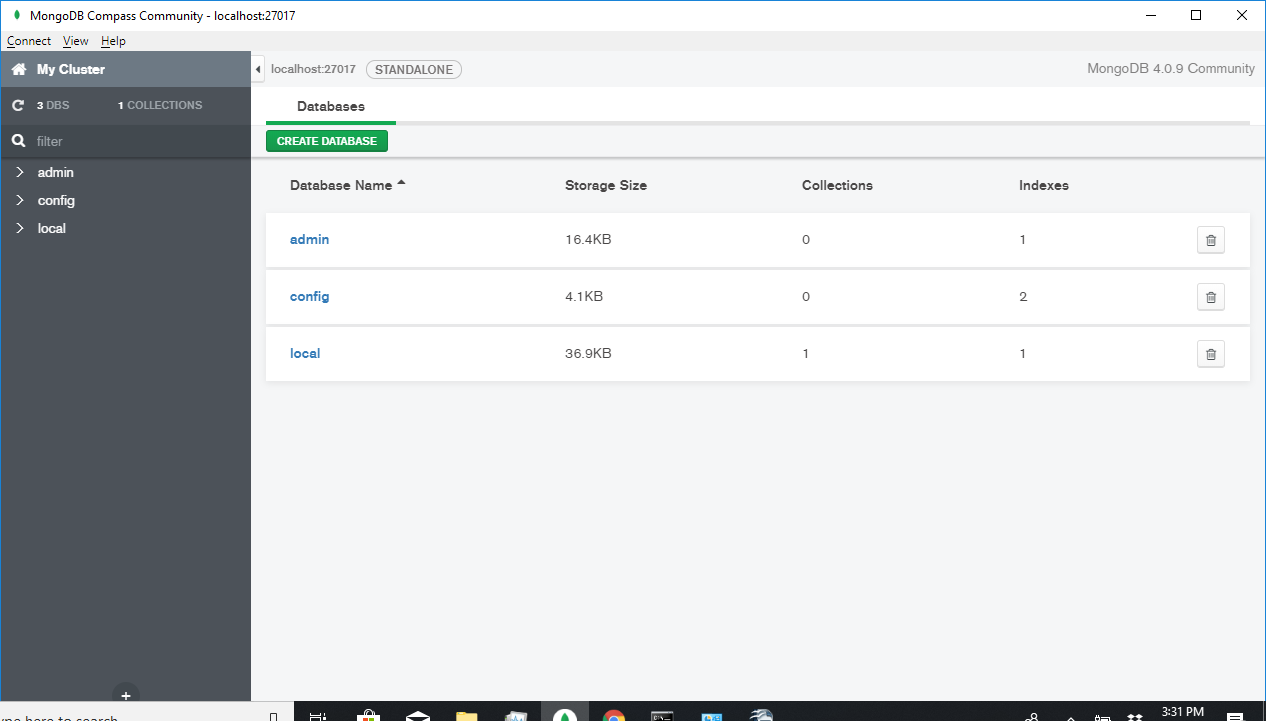 MongoDB Compass Community - localhost:27017
Connect View Help
My Cluster
localhost:27017 STANDALONE
MongoDB 4.0.9 Community
3 DBS 1 COLLECTIONS
Databases
filter
CREATE DATABASE
admin
config
local
Database Name Storage Size Collections Indexes
admin 16.4KB 0 1
config 4.1KB 0 2
local 36.9KB 1 1
here to search
3:31 PM